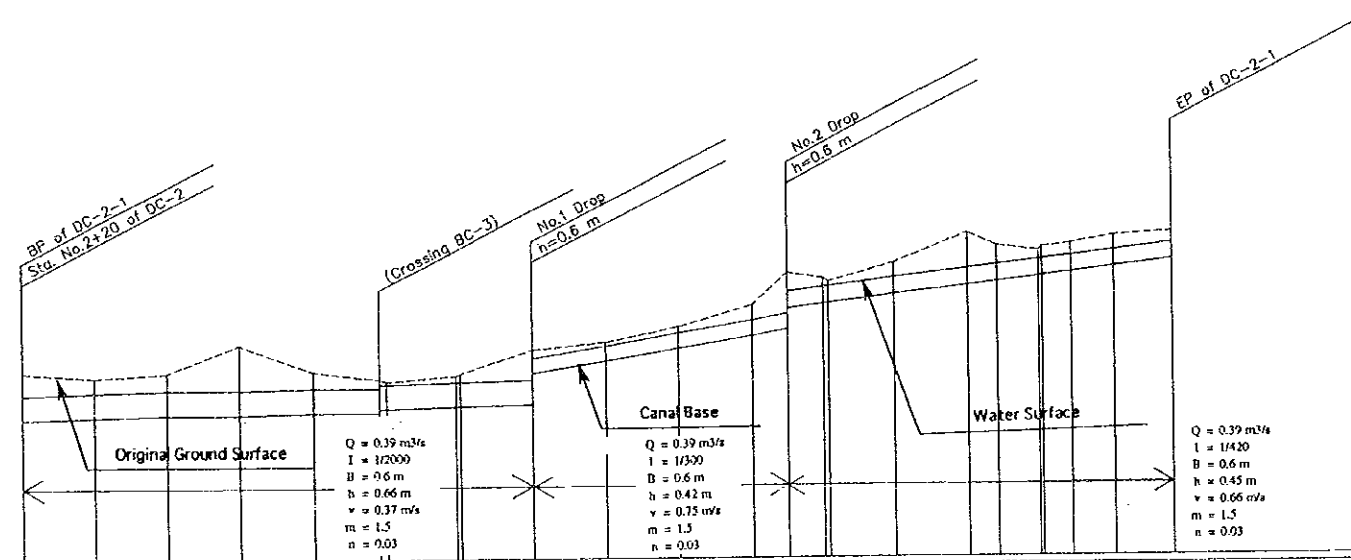 BP of DC-2-1
Sta. No.2+20 of DC-2
(Crossing BC-3)
No.1 Drop
h=0.6 m
No.2 Drop
h=0.6 m
EP of DC-2-1
Original Ground Surface
Canal Base
Water Surface
Q = 0.39 m3/s
I = 1/2000
B = 0.6 m
h = 0.66 m
v = 0.37 m/s
m = 1.5
n = 0.03
Q = 0.39 m3/s
I = 1/300
B = 0.6 m
h = 0.42 m
v = 0.75 m/s
m = 1.5
n = 0.03
Q = 0.39 m3/s
I = 1/420
B = 0.6 m
h = 0.45 m
v = 0.66 m/s
m = 1.5
n = 0.03